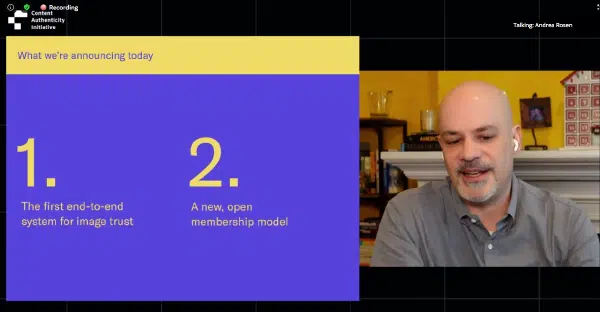 Recording
Content
Authenticity
Initiative
Talking: Andrea Rosen
What we're announcing today
1.
The first end-to-end
system for image trust
2.
A new, open
membership model